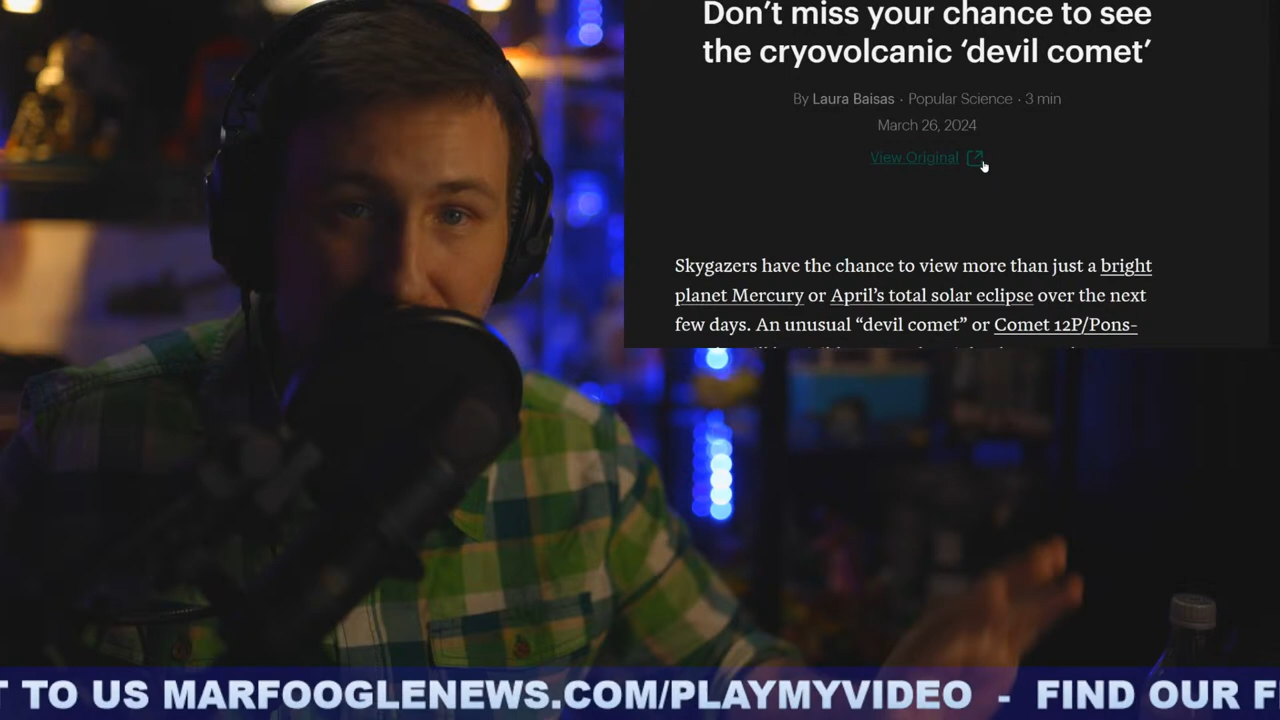 Don’t miss your chance to see
the cryovolcanic ‘devil comet’
By Laura Baisas · Popular Science · 3 min
March 26, 2024
View Original
Skygazers have the chance to view more than just a bright
planet Mercury or April’s total solar eclipse over the next
few days. An unusual “devil comet” or Comet 12P/Pons-
T TO US MARFOOGLENEWS.COM/PLAYMYVIDEO - FIND OUR F